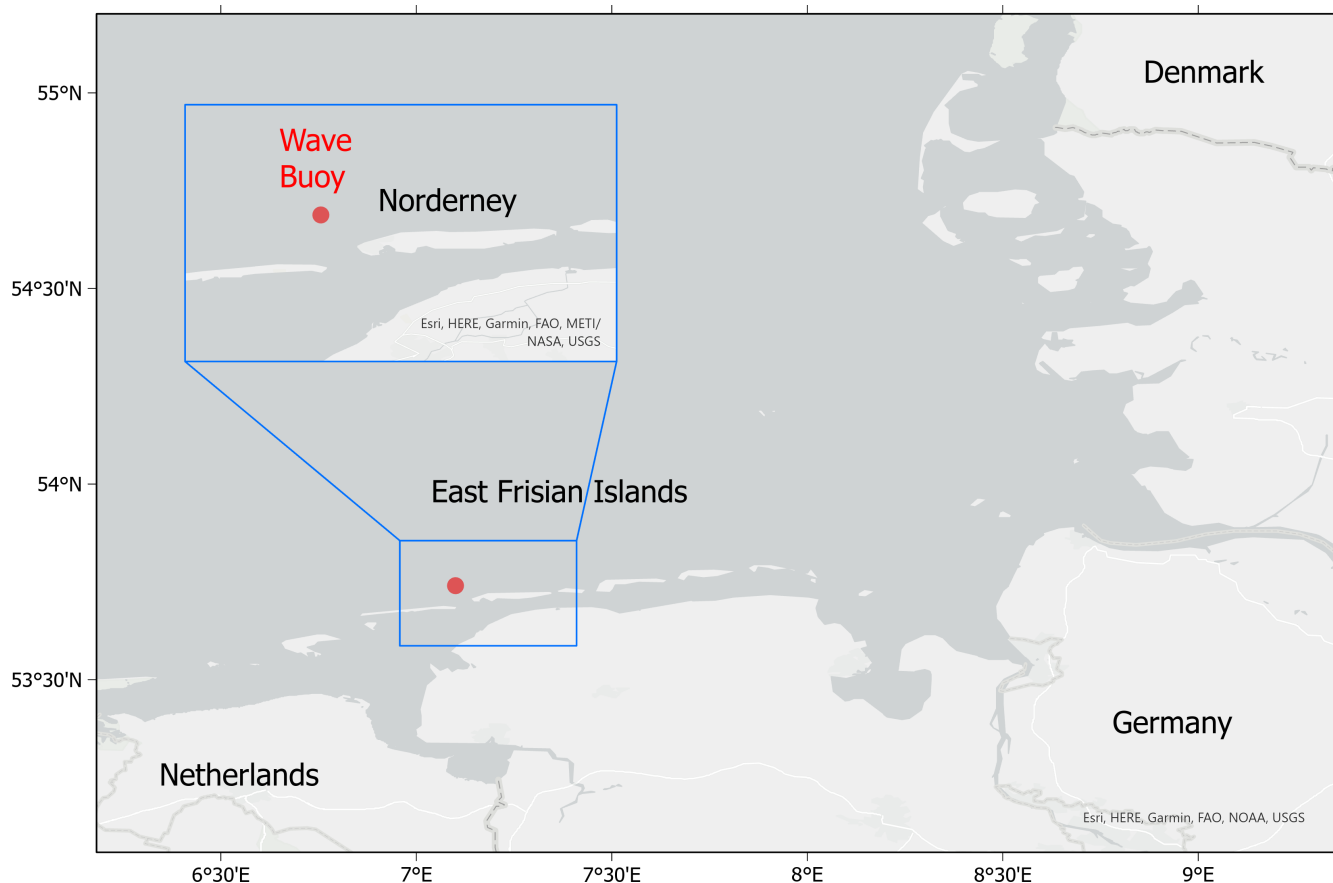 Denmark
55°N
Wave
Buoy
Norderney
54°30'N
Esri, HERE, Garmin, FAO, METI/
NASA, USGS
54°N
East Frisian Islands
53°30'N
Germany
Netherlands
Esri, HERE, Garmin, FAO, NOAA, USGS
6°30'E
7°E
7°30'E
8°E
8°30'E
9°E